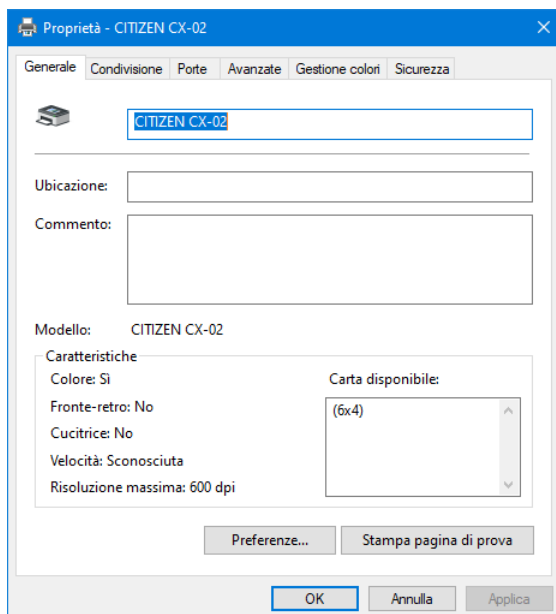 Proprietà - CITIZEN CX-02
Generale Condivisione Porte Avanzate Gestione colori Sicurezza
CITIZEN CX-02
Ubicazione:
Commento:
Modello: CITIZEN CX-02
Caratteristiche
Colore: Sì Carta disponibile:
Fronte-retro: No (6x4)
Cucitrice: No
Velocità: Sconosciuta
Risoluzione massima: 600 dpi
Preferenze... Stampa pagina di prova
OK Annulla Applica